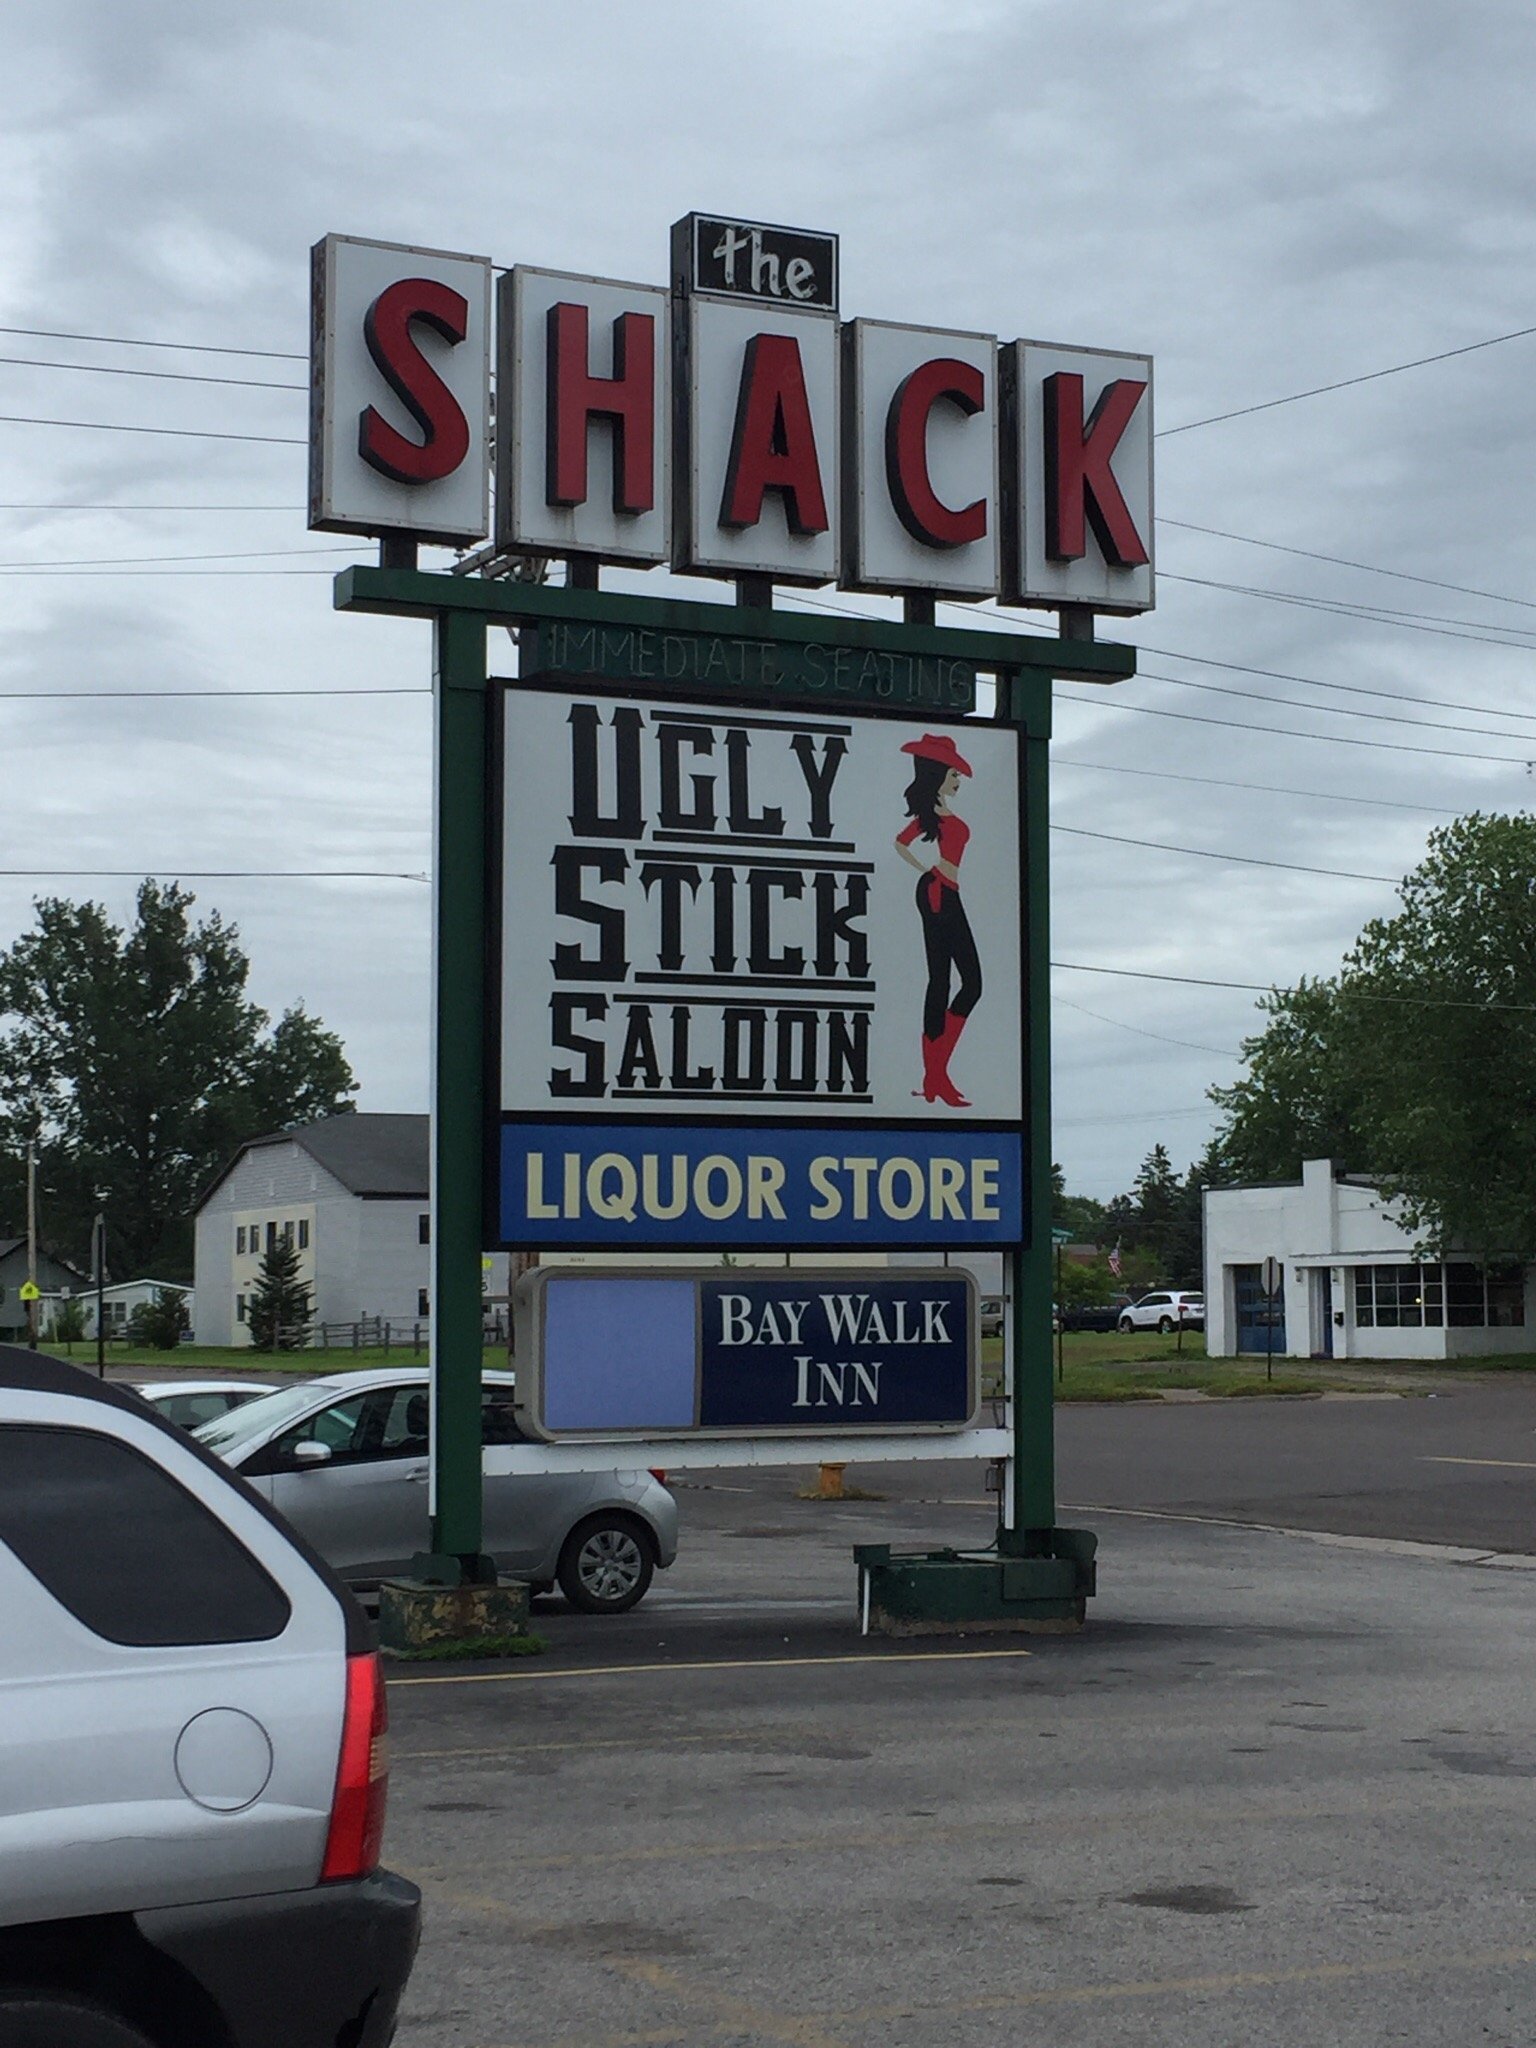 the
SHACK
IMMEDIATE SEATING
UGLY
STICK
SALOON
LIQUOR STORE
BAY WALK
INN